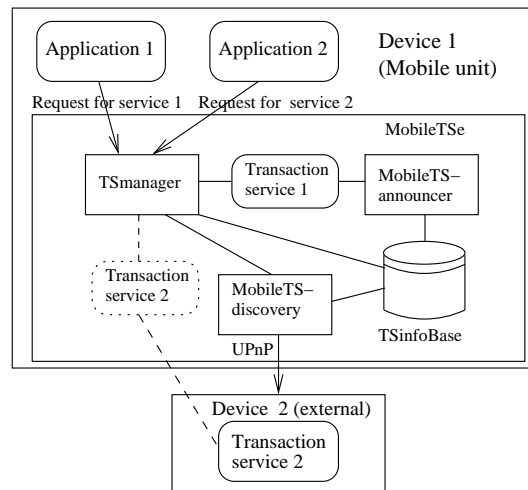 Application 1
Application 2
Device 1
(Mobile unit)
Request for service 1
Request for service 2
MobileTSe
TSmanager
Transaction
service 1
MobileTS−
announcer
Transaction
service 2
MobileTS−
discovery
TSinfoBase
UPnP
Device 2 (external)
Transaction
service 2